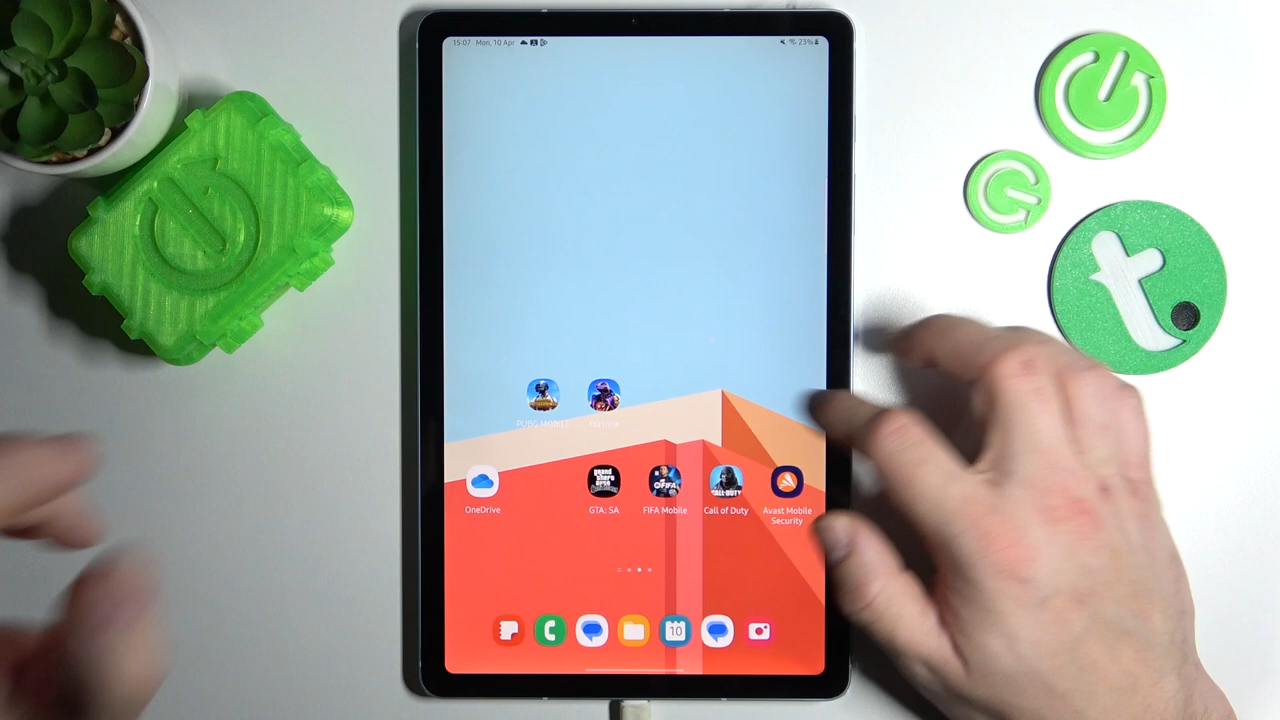 15:07 Mon, 10 Apr
23%
PUBG MOBILE
Fortnite
OneDrive
GTA: SA
FIFA Mobile
Call of Duty
Avast Mobile
Security
10
t.